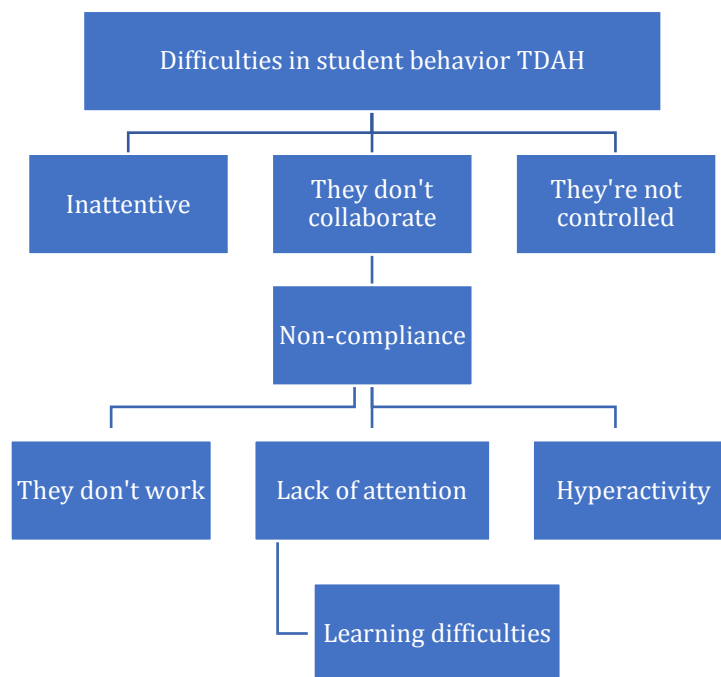 Difficulties in student behavior TDAH
Inattentive
They don't
collaborate
They're not
controlled
Non-compliance
They don't work
Lack of attention
Hyperactivity
Learning difficulties